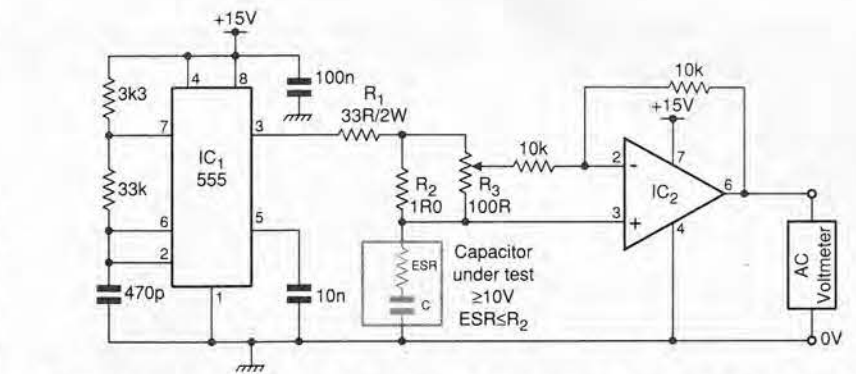 +15V
4
8
100n
3k3
7
IC1
555
3
R1
33R/2W
33k
6
2
5
470p
1
10n
R2
1R0
R3
100R
10k
10k
+15V
2
-
7
IC2
6
3
+
4
ESR
C
Capacitor
under test
≥10V
ESR≤R2
AC
Voltmeter
0V